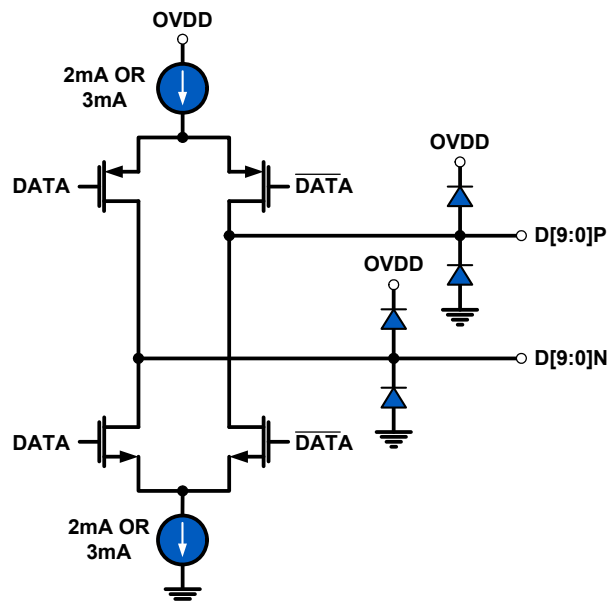 OVDD
2mA OR
3mA
OVDD
DATA
DATA
D[9:0]P
OVDD
D[9:0]N
DATA
DATA
2mA OR
3mA